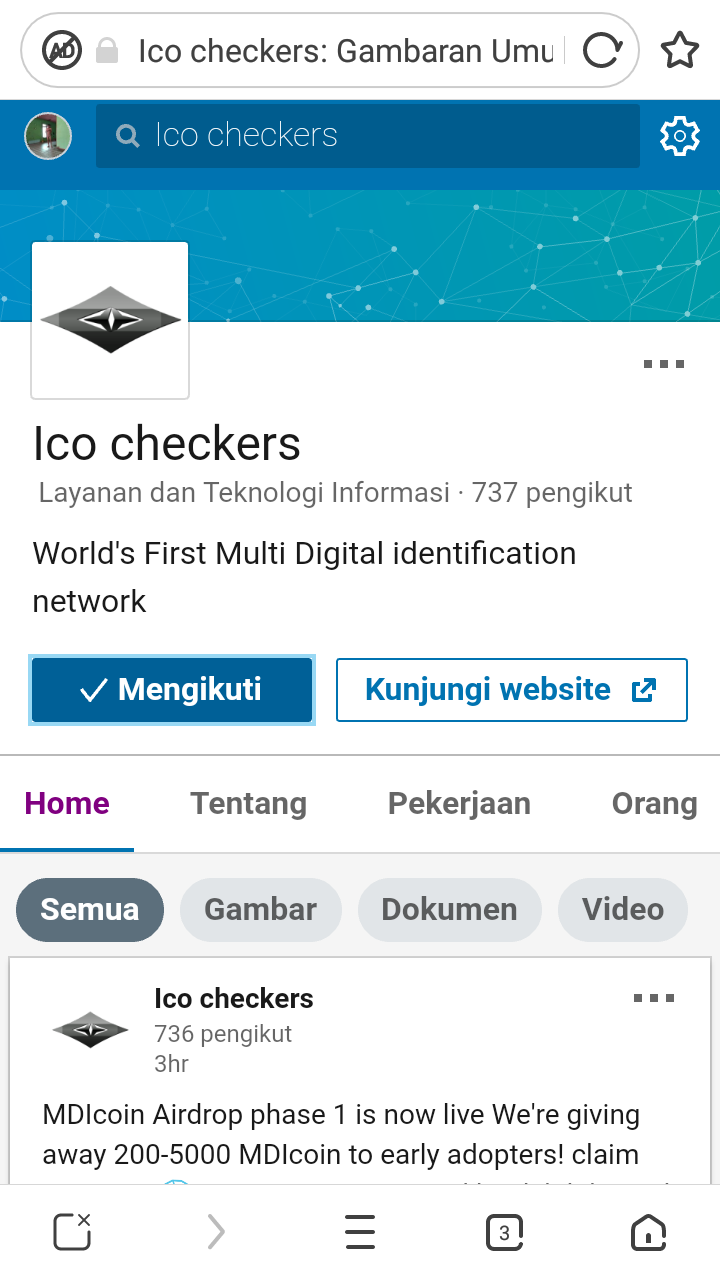 AD
Ico checkers: Gambaran Umu
Ico checkers
Ico checkers
Layanan dan Teknologi Informasi · 737 pengikut
World's First Multi Digital identification
network
Mengikuti
Kunjungi website
Home Tentang Pekerjaan Orang
Semua Gambar Dokumen Video
Ico checkers
736 pengikut
3hr
MDIcoin Airdrop phase 1 is now live We're giving
away 200-5000 MDIcoin to early adopters! claim
3